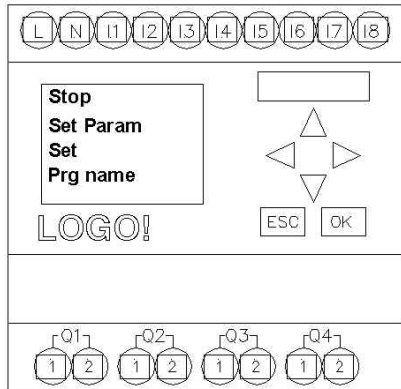 L N I1 I2 I3 I4 I5 I6 I7 I8
Stop
Set Param
Set
Prg name
LOGO!
ESC OK
Q1 Q2 Q3 Q4
1 2 1 2 1 2 1 2